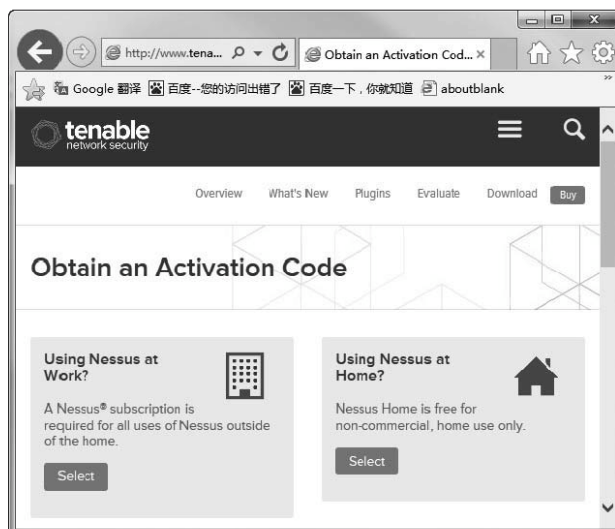 http://www.tena...
Obtain an Activation Cod...
Google 翻译 百度--您的访问出错了 百度一下，你就知道 aboutblank
tenable
network security
Overview What's New Plugins Evaluate Download Buy
Obtain an Activation Code
Using Nessus at
Work?
A Nessus® subscription is
required for all uses of Nessus outside
of the home.
Select
Using Nessus at
Home?
Nessus Home is free for
non-commercial, home use only.
Select